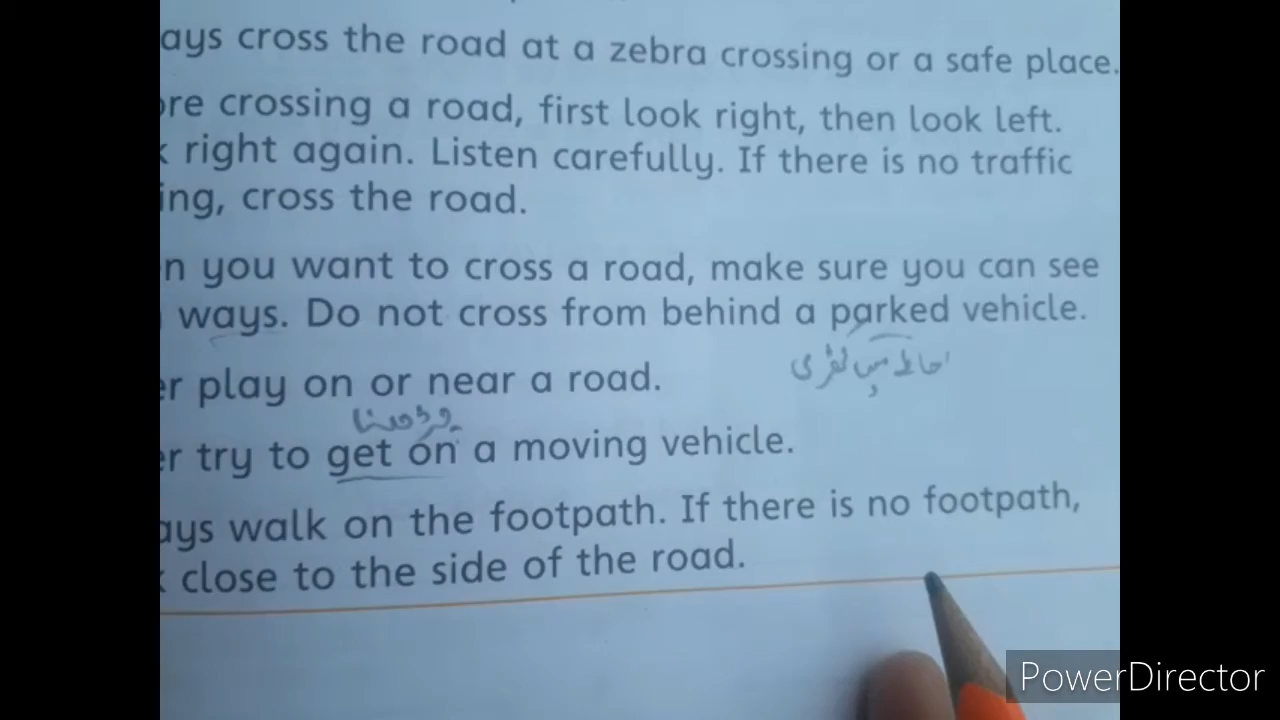 ays cross the road at a zebra crossing or a safe place.
ore crossing a road, first look right, then look left.
k right again. Listen carefully. If there is no traffic
ing, cross the road.
n you want to cross a road, make sure you can see
ways. Do not cross from behind a parked vehicle.
er play on or near a road.
er try to get on a moving vehicle.
ays walk on the footpath. If there is no footpath,
k close to the side of the road.
PowerDirector